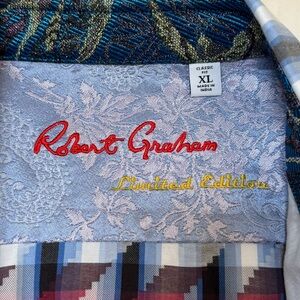 CLASSIC
FIT
XL
MADE IN
INDIA
Robert Graham
Limited Edition